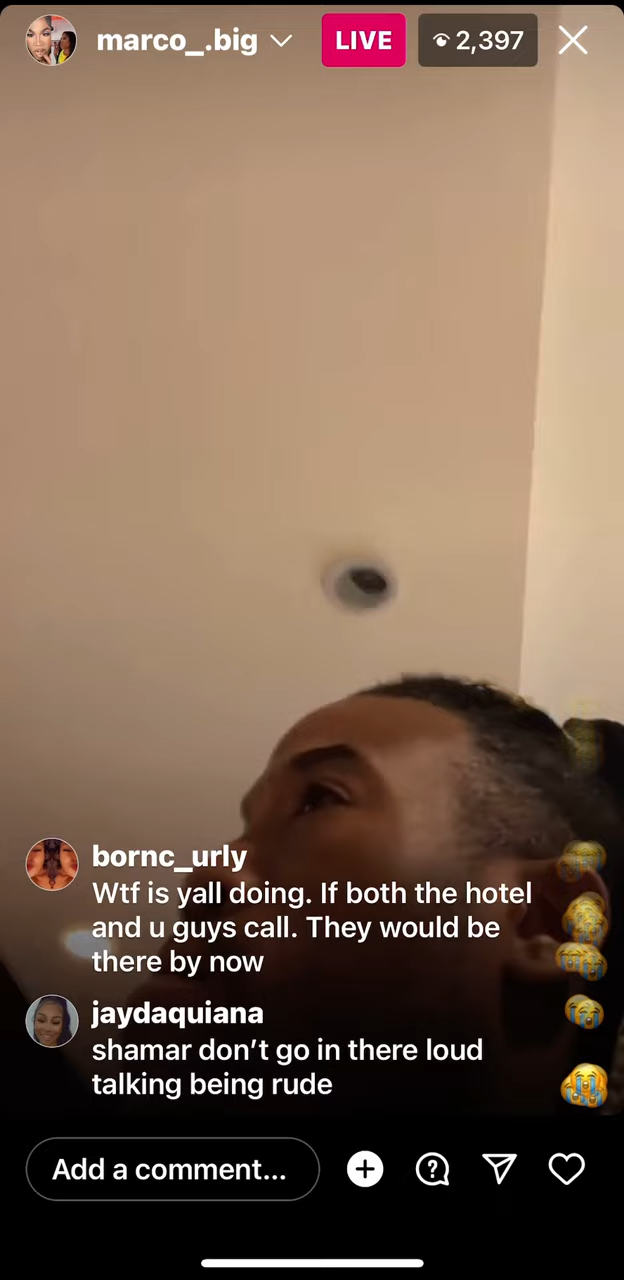 marco_.big
LIVE
2,397
bornc_urly
Wtf is yall doing. If both the hotel
and u guys call. They would be
there by now
jaydaquiana
shamar don’t go in there loud
talking being rude
Add a comment...